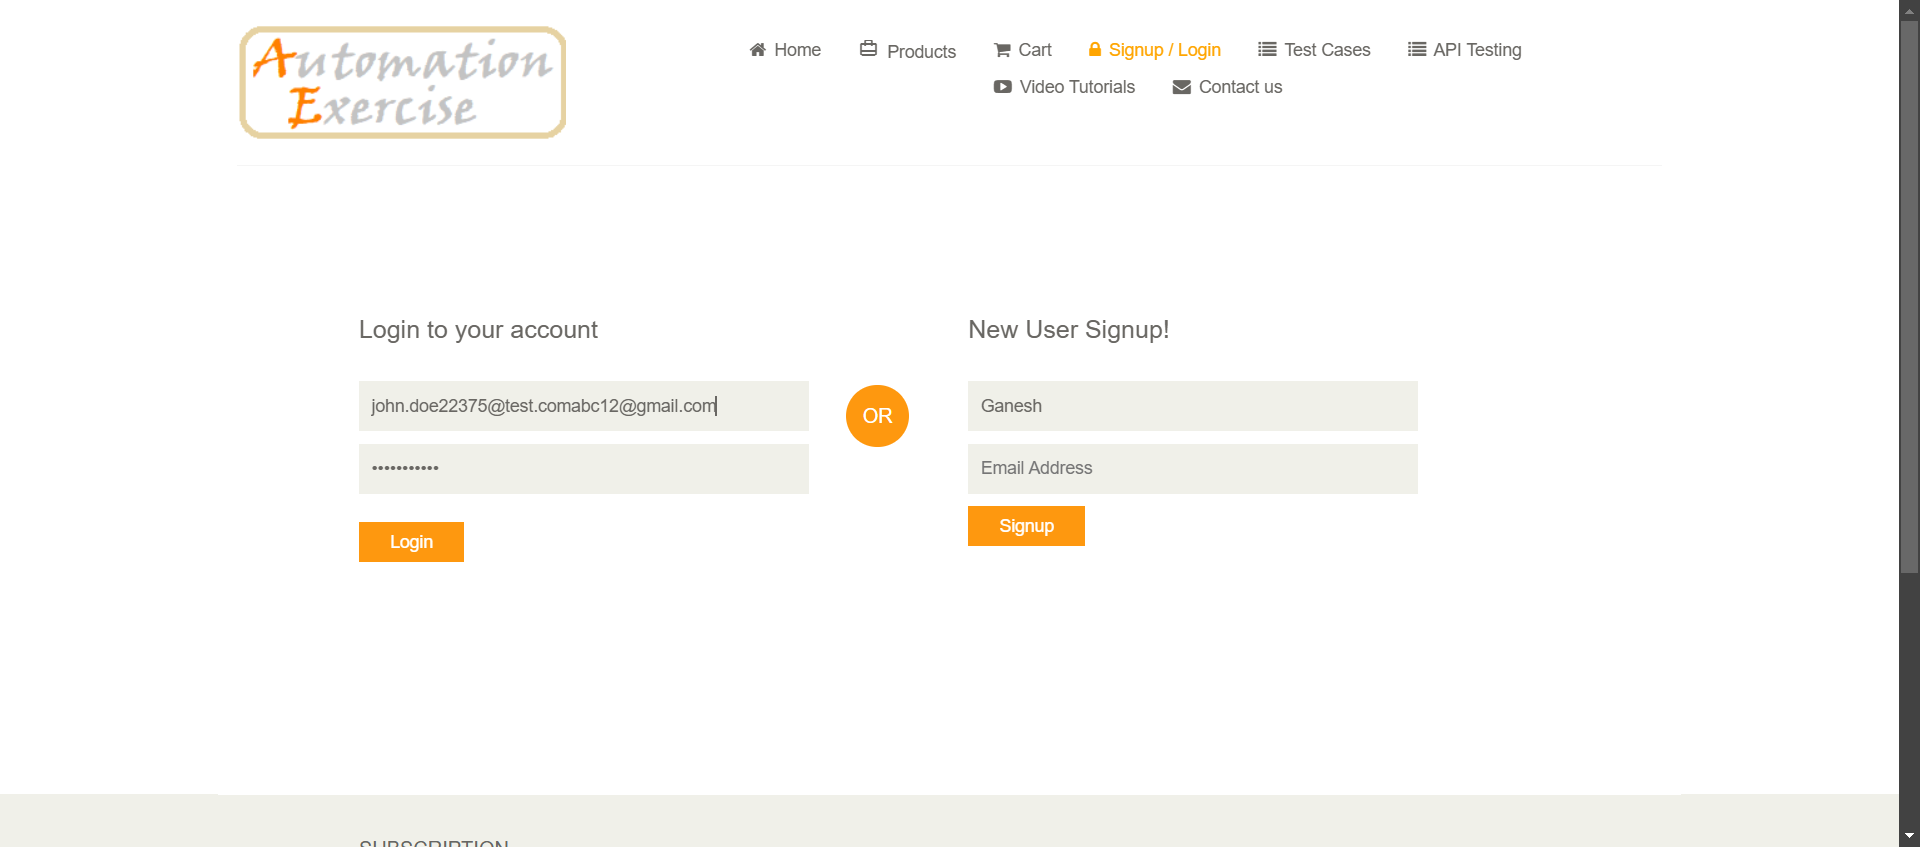 Automation
Exercise
Home Products Cart Signup / Login Test Cases API Testing
Video Tutorials Contact us
Login to your account
john.doe22375@test.comabc12@gmail.com
•••••••••••
Login
OR
New User Signup!
Ganesh
Email Address
Signup
SUBSCRIPTION